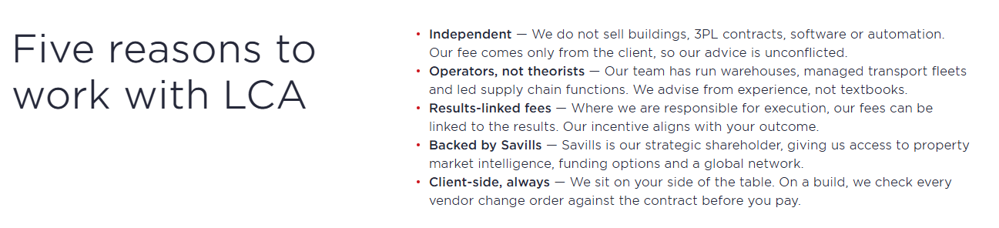 Five reasons to
work with LCA
• Independent — We do not sell buildings, 3PL contracts, software or automation.
Our fee comes only from the client, so our advice is unconflicted.
• Operators, not theorists — Our team has run warehouses, managed transport fleets
and led supply chain functions. We advise from experience, not textbooks.
• Results-linked fees — Where we are responsible for execution, our fees can be
linked to the results. Our incentive aligns with your outcome.
• Backed by Savills — Savills is our strategic shareholder, giving us access to property
market intelligence, funding options and a global network.
• Client-side, always — We sit on your side of the table. On a build, we check every
vendor change order against the contract before you pay.